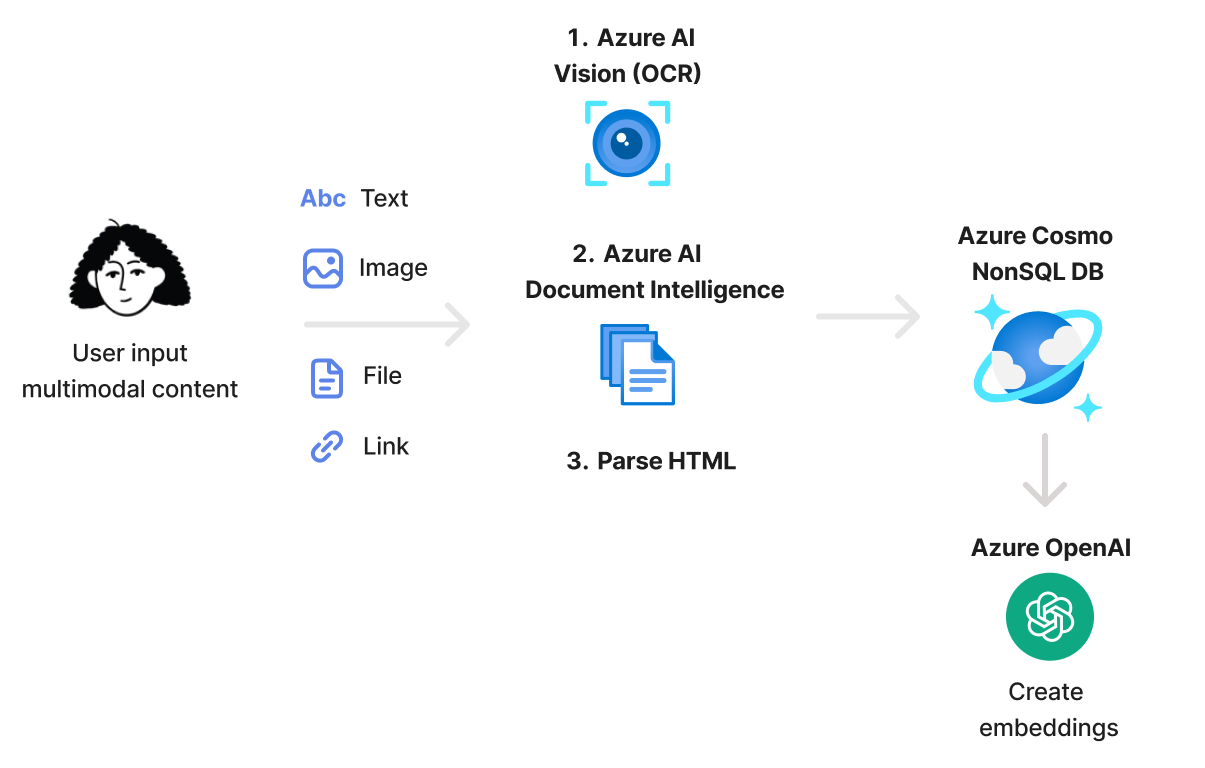 User input
multimodal content
Abc Text
Image
File
Link
1. Azure AI
Vision (OCR)
2. Azure AI
Document Intelligence
3. Parse HTML
Azure Cosmo
NonSQL DB
Azure OpenAI
Create
embeddings